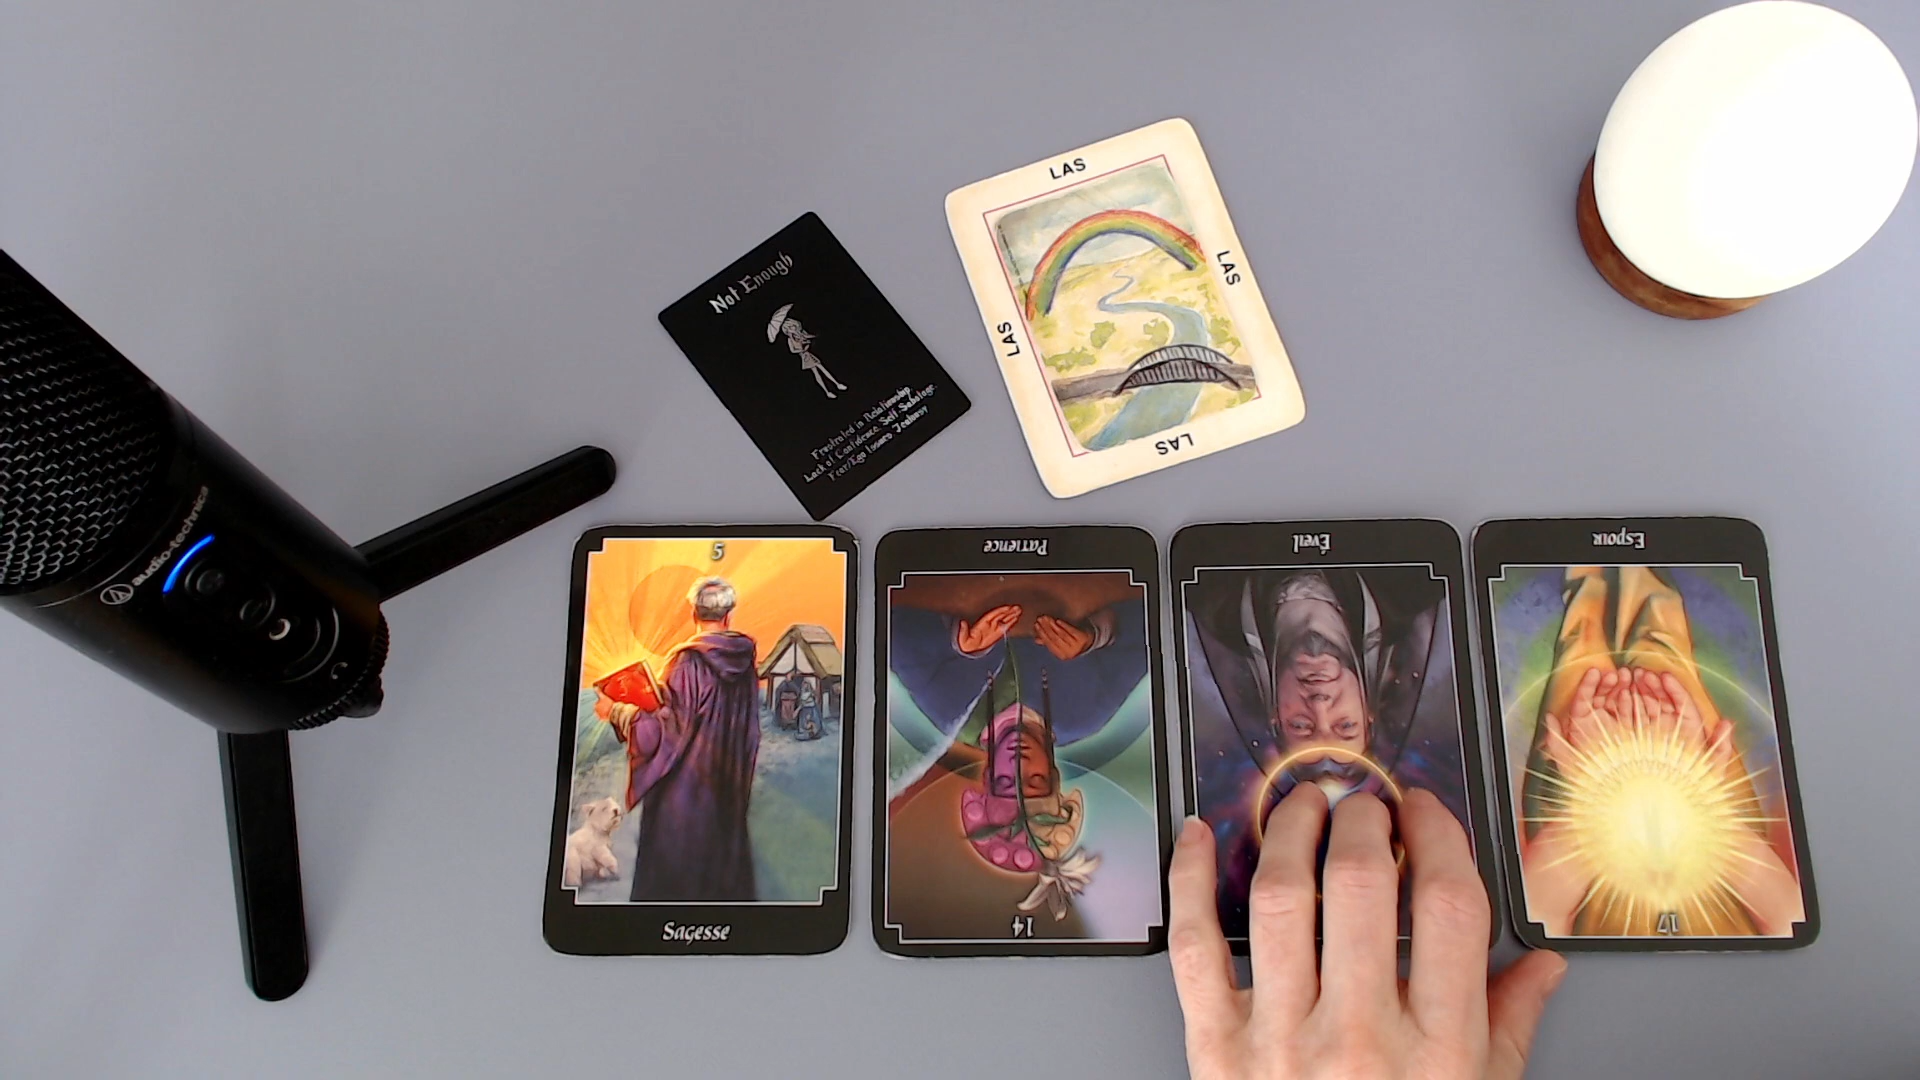 LAS
LAS
LAS
LAS
Not Enough
Frustrated in Relationship
Lack of Confidence. Self-Sabotage.
Fear/Ego Issues Jealousy
audio-technica
5
Sagesse
Patience
14
Éveil
Espoir
17